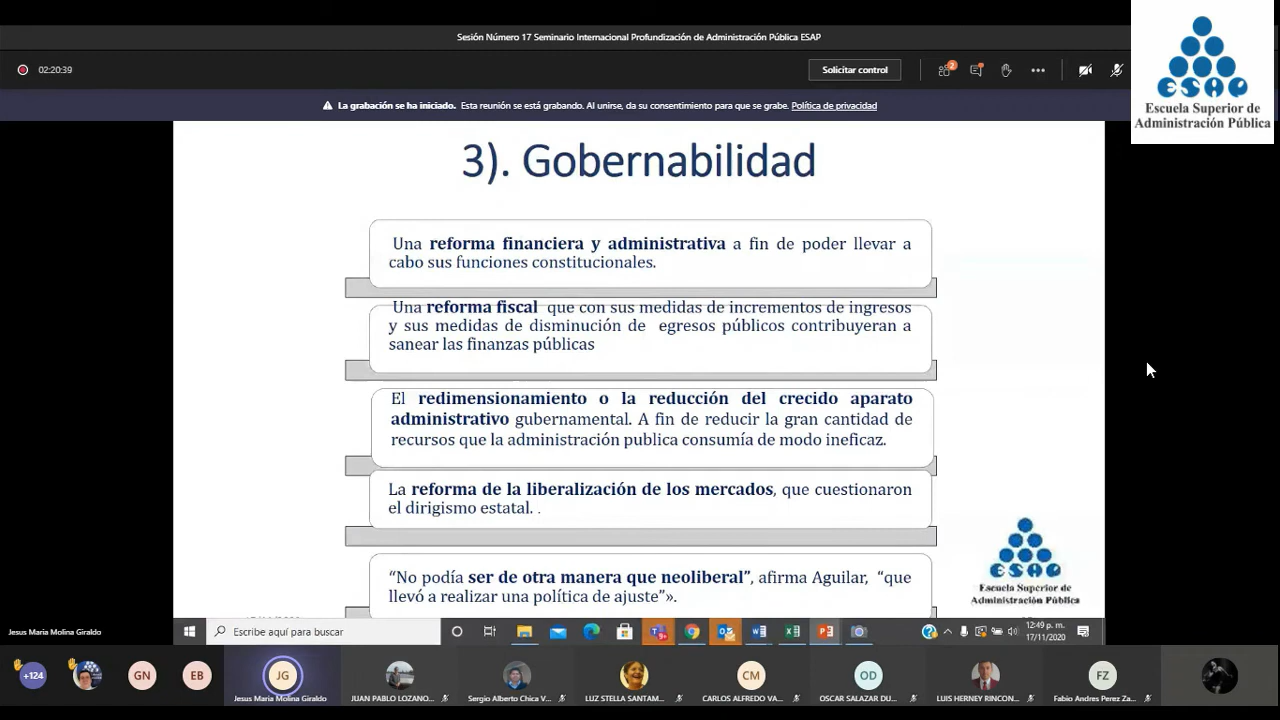 Sesión Número 17 Seminario Internacional Profundización de Administración Pública ESAP
02:20:39
Solicitar control
2
La grabación se ha iniciado. Esta reunión se está grabando. Al unirse, da su consentimiento para que se grabe. Política de privacidad
ESAP
Escuela Superior de
Administración Pública
3). Gobernabilidad
Una reforma financiera y administrativa a fin de poder llevar a
cabo sus funciones constitucionales.
Una reforma fiscal que con sus medidas de incrementos de ingresos
y sus medidas de disminución de egresos públicos contribuyeran a
sanear las finanzas públicas
El redimensionamiento o la reducción del crecido aparato
administrativo gubernamental. A fin de reducir la gran cantidad de
recursos que la administración publica consumía de modo ineficaz.
La reforma de la liberalización de los mercados, que cuestionaron
el dirigismo estatal. .
“No podía ser de otra manera que neoliberal”, afirma Aguilar, “que
llevó a realizar una política de ajuste”».
ESAP
Escuela Superior de
Administración Pública
Jesus Maria Molina Giraldo
Escribe aquí para buscar
12:49 p. m.
17/11/2020
+124
GN
EB
JG
Jesus Maria Molina Giraldo
JUAN PABLO LOZANO...
Sergio Alberto Chica V...
LUZ STELLA SANTAM...
CM
CARLOS ALFREDO VA...
OD
OSCAR SALAZAR DU...
LUIS HERNEY RINCON...
FZ
Fabio Andres Perez Za...